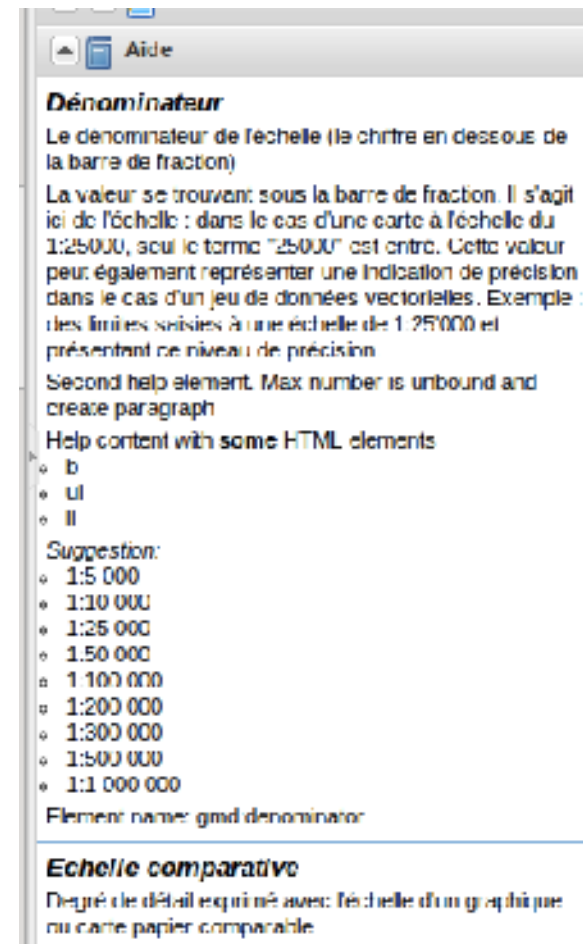 Aide
Dénominateur
Le dénominateur de l'échelle (le chiffre en dessous de
la barre de fraction)
La valeur se trouvant sous la barre de fraction. Il s'agit
ici de l'échelle : dans le cas d'une carte à l'échelle du
1:25000, seul le terme "25000" est entré. Cette valeur
peut également représenter une indication de précision
dans le cas d'un jeu de données vectorielles. Exemple :
des limites saisies à une échelle de 1:25'000 et
présentant ce niveau de précision
Second help element. Max number is unbound and
create paragraph
Help content with some HTML elements
b
ul
li
Suggestion:
1:5 000
1:10 000
1:25 000
1:50 000
1:100 000
1:200 000
1:300 000
1:500 000
1:1 000 000
Element name: gmd:denominator
Echelle comparative
Degré de détail exprimé avec l'échelle d'un graphique
ou carte papier comparable